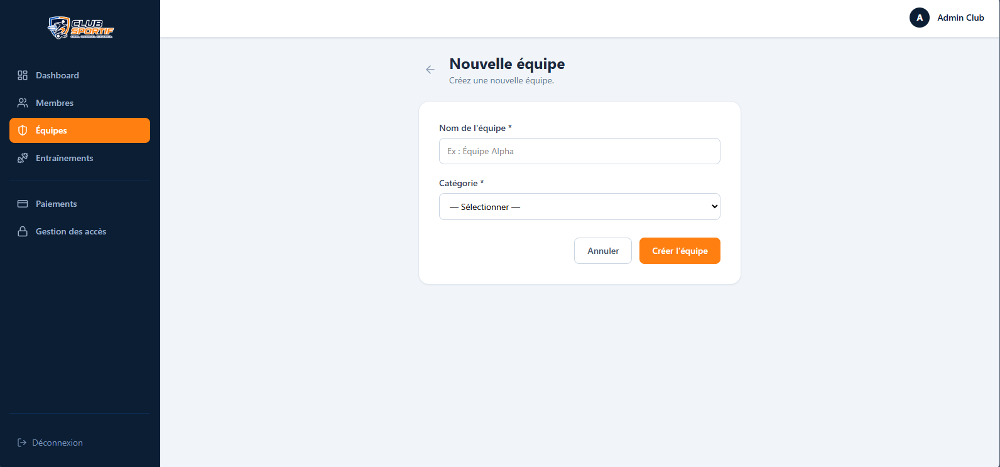 CLUB
SPORTIF
Admin Club
A
Dashboard
Membres
Équipes
Entraînements
Paiements
Gestion des accès
Déconnexion
Nouvelle équipe
Créez une nouvelle équipe.
Nom de l'équipe *
Ex : Équipe Alpha
Catégorie *
— Sélectionner —
Annuler
Créer l'équipe